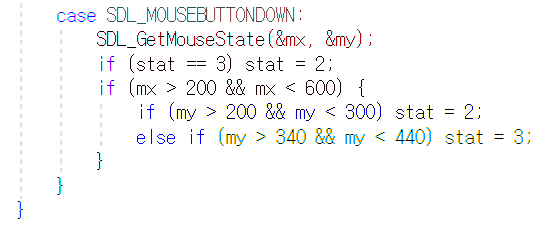 case SDL_MOUSEBUTTONDOWN:
SDL_GetMouseState(&mx, &my);
if (stat == 3) stat = 2;
if (mx > 200 && mx < 600) {
if (my > 200 && my < 300) stat = 2;
else if (my > 340 && my < 440) stat = 3;
}
}
}